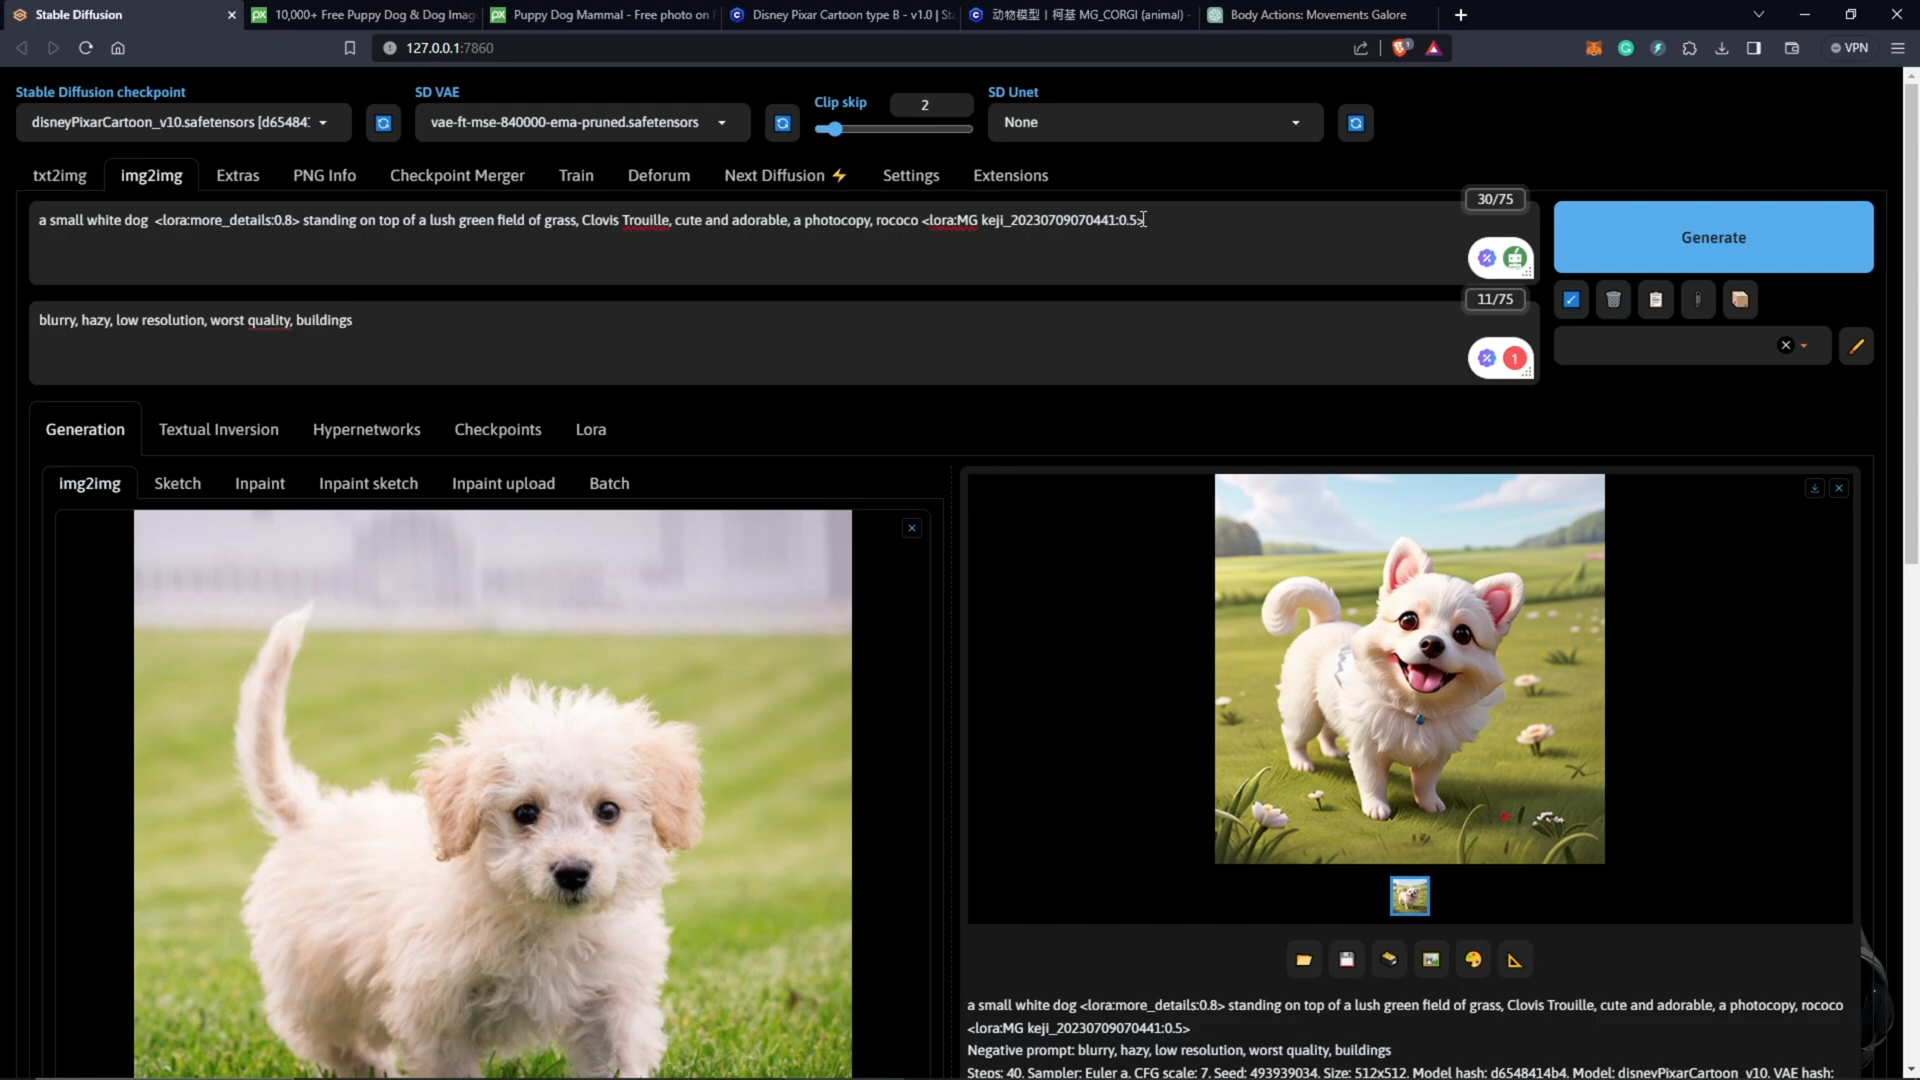 Stable Diffusion
10,000+ Free Puppy Dog & Dog Imag
Puppy Dog Mammal - Free photo on
Disney Pixar Cartoon type B - v1.0 | Sta
动物模型丨柯基 MG_CORGI (animal) -
Body Actions: Movements Galore
127.0.0.1:7860
VPN
Stable Diffusion checkpoint
SD VAE
Clip skip
2
SD Unet
disneyPixarCartoon_v10.safetensors [d65484:
vae-ft-mse-840000-ema-pruned.safetensors
None
txt2img
img2img
Extras
PNG Info
Checkpoint Merger
Train
Deforum
Next Diffusion ⚡
Settings
Extensions
30/75
a small white dog <lora:more_details:0.8> standing on top of a lush green field of grass, Clovis Trouille, cute and adorable, a photocopy, rococo <lora:MG keji_20230709070441:0.5>
Generate
11/75
blurry, hazy, low resolution, worst quality, buildings
1
Generation
Textual Inversion
Hypernetworks
Checkpoints
Lora
img2img
Sketch
Inpaint
Inpaint sketch
Inpaint upload
Batch
a small white dog <lora:more_details:0.8> standing on top of a lush green field of grass, Clovis Trouille, cute and adorable, a photocopy, rococo
<lora:MG keji_20230709070441:0.5>
Negative prompt: blurry, hazy, low resolution, worst quality, buildings
Steps: 40, Sampler: Euler a, CFG scale: 7, Seed: 493939034, Size: 512x512, Model hash: d6548414b4, Model: disneyPixarCartoon_v10, VAE hash: